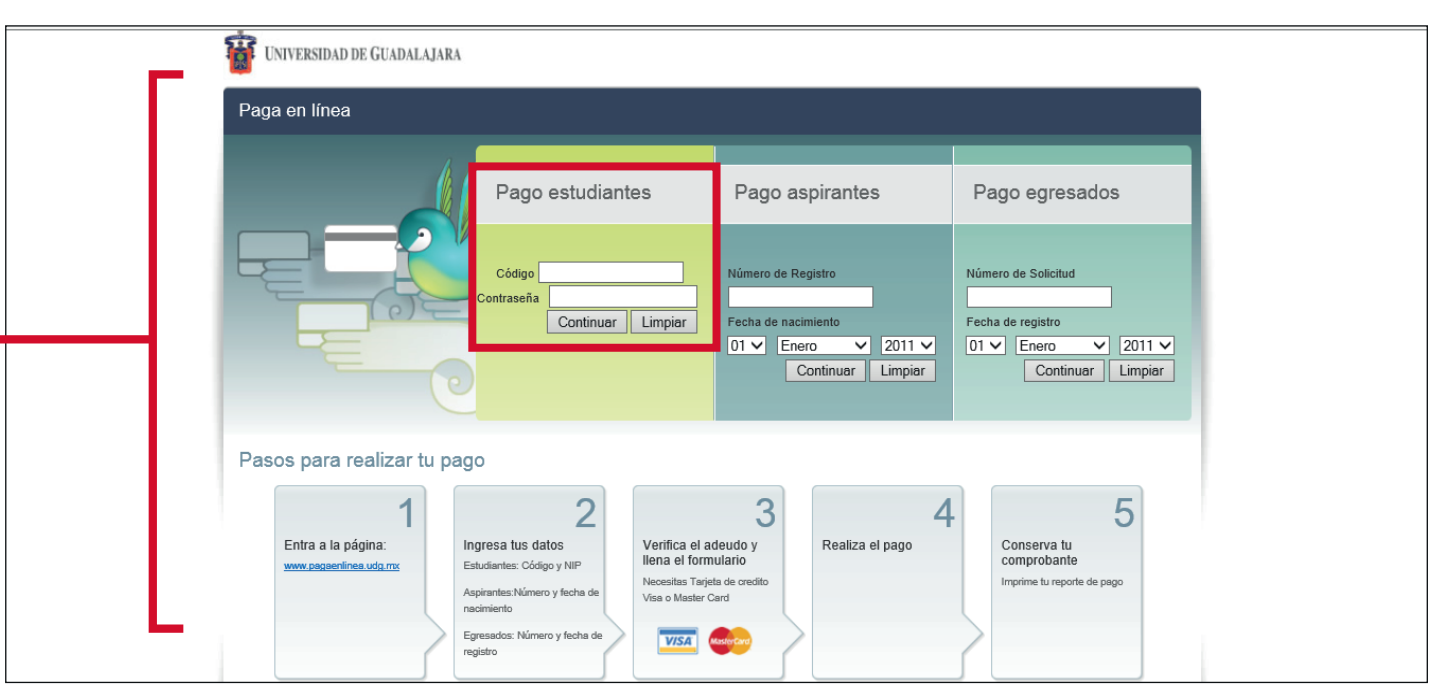 UNIVERSIDAD DE GUADALAJARA
Paga en línea
Pago estudiantes
Código
Contraseña
Continuar Limpiar
Pago aspirantes
Número de Registro
Fecha de nacimiento
01 Enero 2011
Continuar Limpiar
Pago egresados
Número de Solicitud
Fecha de registro
01 Enero 2011
Continuar Limpiar
Pasos para realizar tu pago
1
Entra a la página:
www.pagaenlinea.udg.mx
2
Ingresa tus datos
Estudiantes: Código y NIP
Aspirantes:Número y fecha de
nacimiento
Egresados: Número y fecha de
registro
3
Verifica el adeudo y
llena el formulario
Necesitas Tarjeta de credito
Visa o Master Card
VISA MasterCard
4
Realiza el pago
5
Conserva tu
comprobante
Imprime tu reporte de pago